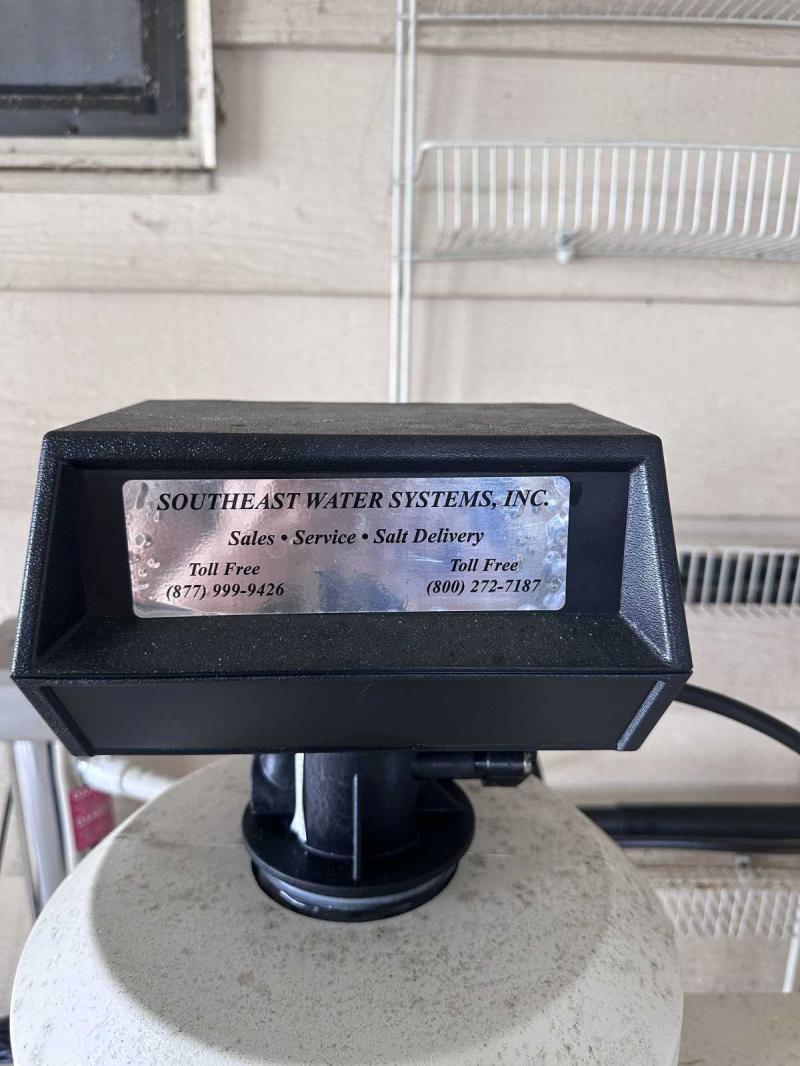 SOUTHEAST WATER SYSTEMS, INC.
Sales • Service • Salt Delivery
Toll Free Toll Free
(877) 999-9426 (800) 272-7187